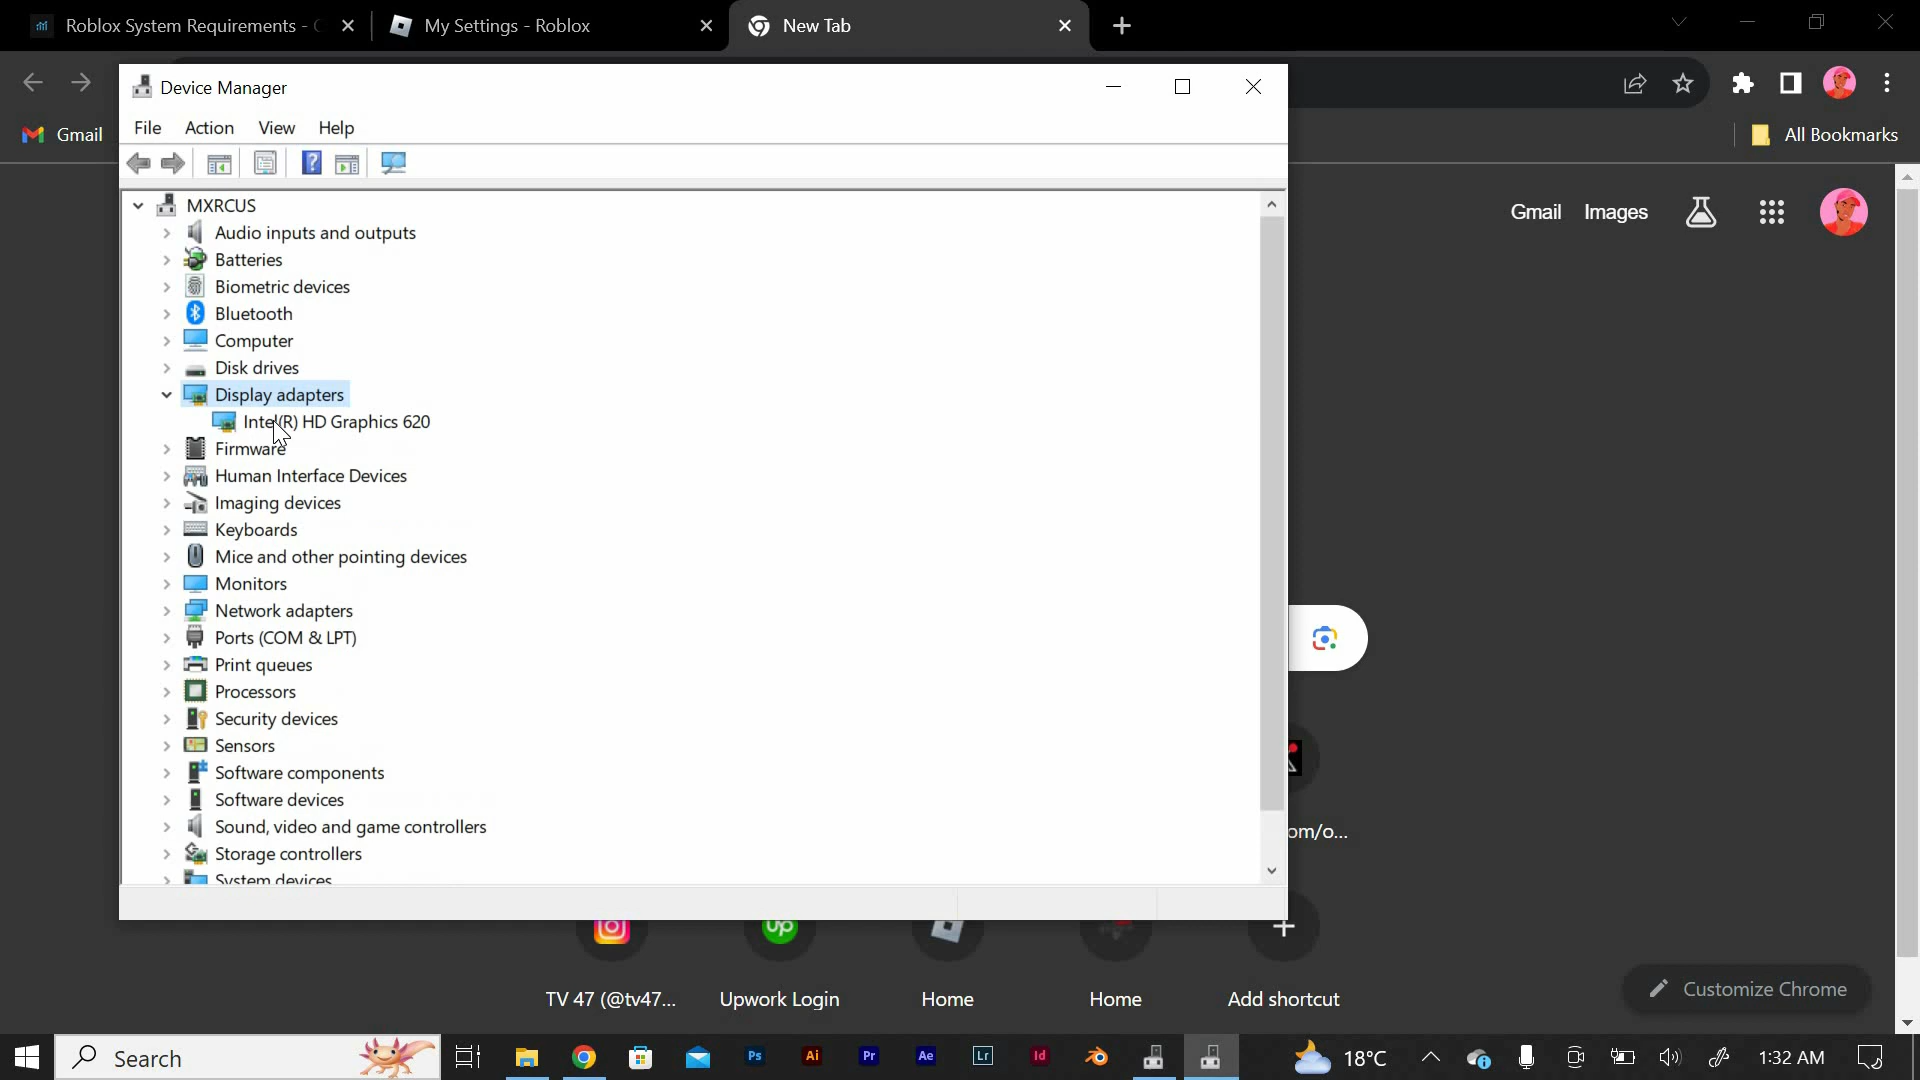 Roblox System Requirements -
My Settings - Roblox
New Tab
Device Manager
File Action View Help
Gmail
All Bookmarks
MXRCUS
Audio inputs and outputs
Batteries
Biometric devices
Bluetooth
Computer
Disk drives
Display adapters
Intel(R) HD Graphics 620
Firmware
Human Interface Devices
Imaging devices
Keyboards
Mice and other pointing devices
Monitors
Network adapters
Ports (COM & LPT)
Print queues
Processors
Security devices
Sensors
Software components
Software devices
Sound, video and game controllers
Storage controllers
System devices
Gmail Images
om/o...
up
TV 47 (@tv47...
Upwork Login
Home
Home
Add shortcut
Customize Chrome
Search
Ps
Ai
Pr
Ae
Lr
Id
18°C
1:32 AM